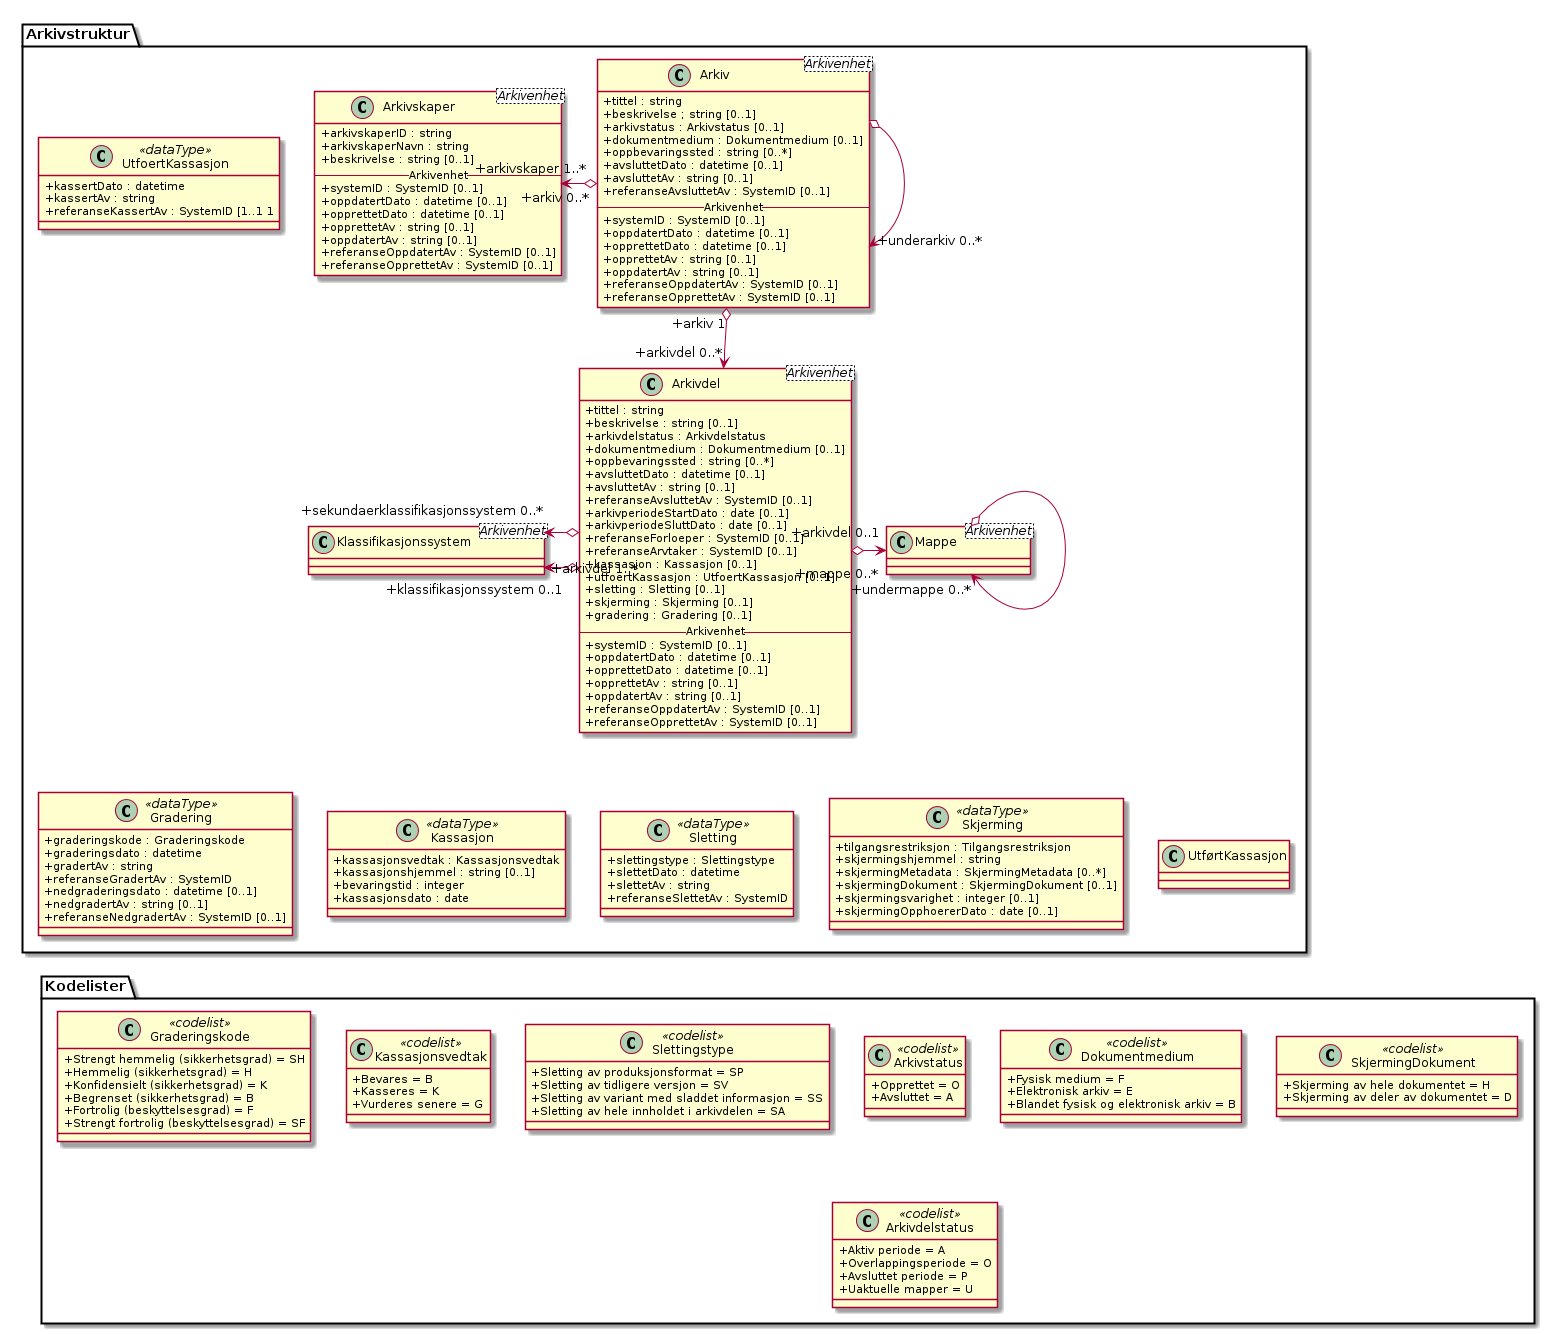 Arkivstruktur
Arkivenhet
C Arkiv
+tittel : string
+beskrivelse ; string [0..1]
+arkivstatus : Arkivstatus [0..1]
+dokumentmedium : Dokumentmedium [0..1]
+oppbevaringssted : string [0..*]
+avsluttetDato : datetime [0..1]
+avsluttetAv : string [0..1]
+referanseAvsluttetAv : SystemID [0..1]
Arkivenhet
+systemID : SystemID [0..1]
+oppdatertDato : datetime [0..1]
+opprettetDato : datetime [0..1]
+opprettetAv : string [0..1]
+oppdatertAv : string [0..1]
+referanseOppdatertAv : SystemID [0..1]
+referanseOpprettetAv : SystemID [0..1]
Arkivenhet
C Arkivskaper
+arkivskaperID : string
+arkivskaperNavn : string
+beskrivelse : string [0..1]
Arkivenhet
+systemID : SystemID [0..1]
+oppdatertDato : datetime [0..1]
+opprettetDato : datetime [0..1]
+opprettetAv : string [0..1]
+oppdatertAv : string [0..1]
+referanseOppdatertAv : SystemID [0..1]
+referanseOpprettetAv : SystemID [0..1]
«dataType»
C UtfoertKassasjon
+kassertDato : datetime
+kassertAv : string
+referanseKassertAv : SystemID [1..1 1
+arkivskaper 1..*
+arkiv 0..*
+underarkiv 0..*
+arkiv 1
+arkivdel 0..*
Arkivenhet
C Arkivdel
+tittel : string
+beskrivelse : string [0..1]
+arkivdelstatus : Arkivdelstatus
+dokumentmedium : Dokumentmedium [0..1]
+oppbevaringssted : string [0..*]
+avsluttetDato : datetime [0..1]
+avsluttetAv : string [0..1]
+referanseAvsluttetAv : SystemID [0..1]
+arkivperiodeStartDato : date [0..1]
+arkivperiodeSluttDato : date [0..1]
+referanseForloeper : SystemID [0..1]
+referanseArvtaker : SystemID [0..1]
+kassasjon : Kassasjon [0..1]
+utfoertKassasjon : UtfoertKassasjon [0..1]
+sletting : Sletting [0..1]
+skjerming : Skjerming [0..1]
+gradering : Gradering [0..1]
Arkivenhet
+systemID : SystemID [0..1]
+oppdatertDato : datetime [0..1]
+opprettetDato : datetime [0..1]
+opprettetAv : string [0..1]
+oppdatertAv : string [0..1]
+referanseOppdatertAv : SystemID [0..1]
+referanseOpprettetAv : SystemID [0..1]
+sekundaerklassifikasjonssystem 0..*
Arkivenhet
C Klassifikasjonssystem
+arkivdel 1..*
+klassifikasjonssystem 0..1
+arkivdel 0..1
+mappe 0..*
Arkivenhet
C Mappe
+undermappe 0..*
«dataType»
C Gradering
+graderingskode : Graderingskode
+graderingsdato : datetime
+gradertAv : string
+referanseGradertAv : SystemID
+nedgraderingsdato : datetime [0..1]
+nedgradertAv : string [0..1]
+referanseNedgradertAv : SystemID [0..1]
«dataType»
C Kassasjon
+kassasjonsvedtak : Kassasjonsvedtak
+kassasjonshjemmel : string [0..1]
+bevaringstid : integer
+kassasjonsdato : date
«dataType»
C Sletting
+slettingstype : Slettingstype
+slettetDato : datetime
+slettetAv : string
+referanseSlettetAv : SystemID
«dataType»
C Skjerming
+tilgangsrestriksjon : Tilgangsrestriksjon
+skjermingshjemmel : string
+skjermingMetadata : SkjermingMetadata [0..*]
+skjermingDokument : SkjermingDokument [0..1]
+skjermingsvarighet : integer [0..1]
+skjermingOpphoererDato : date [0..1]
C UtførtKassasjon
Kodelister
«codelist»
C Graderingskode
+Strengt hemmelig (sikkerhetsgrad) = SH
+Hemmelig (sikkerhetsgrad) = H
+Konfidensielt (sikkerhetsgrad) = K
+Begrenset (sikkerhetsgrad) = B
+Fortrolig (beskyttelsesgrad) = F
+Strengt fortrolig (beskyttelsesgrad) = SF
«codelist»
C Kassasjonsvedtak
+Bevares = B
+Kasseres = K
+Vurderes senere = G
«codelist»
C Slettingstype
+Sletting av produksjonsformat = SP
+Sletting av tidligere versjon = SV
+Sletting av variant med sladdet informasjon = SS
+Sletting av hele innholdet i arkivdelen = SA
«codelist»
C Arkivstatus
+Opprettet = O
+Avsluttet = A
«codelist»
C Dokumentmedium
+Fysisk medium = F
+Elektronisk arkiv = E
+Blandet fysisk og elektronisk arkiv = B
«codelist»
C SkjermingDokument
+Skjerming av hele dokumentet = H
+Skjerming av deler av dokumentet = D
«codelist»
C Arkivdelstatus
+Aktiv periode = A
+Overlappingsperiode = O
+Avsluttet periode = P
+Uaktuelle mapper = U